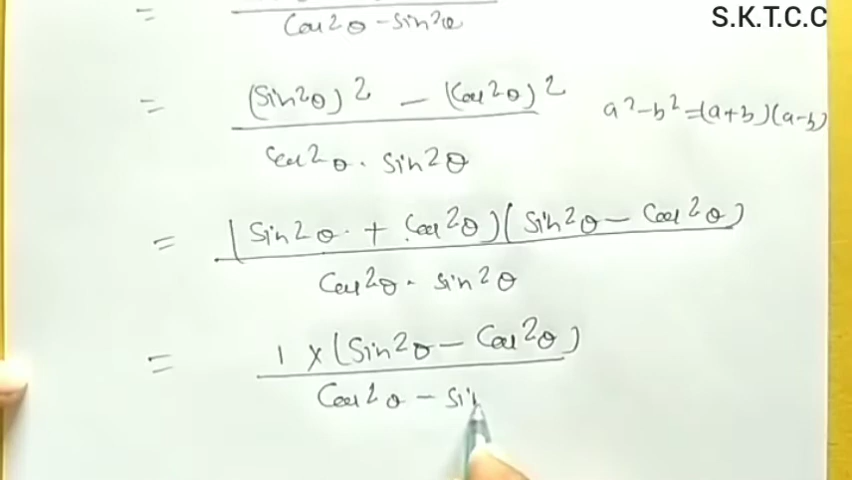 S.K.T.C.C
= Cos2θ - Sin2θ
= (Sin2θ)2 - (Cos2θ)2 a2-b2=(a+b)(a-b)
Cos2θ . Sin2θ
= (Sin2θ. + Cos2θ)(Sin2θ - Cos2θ)
Cos2θ . sin2θ
= 1 x (Sin2θ - Cos2θ)
Cos2θ - sin